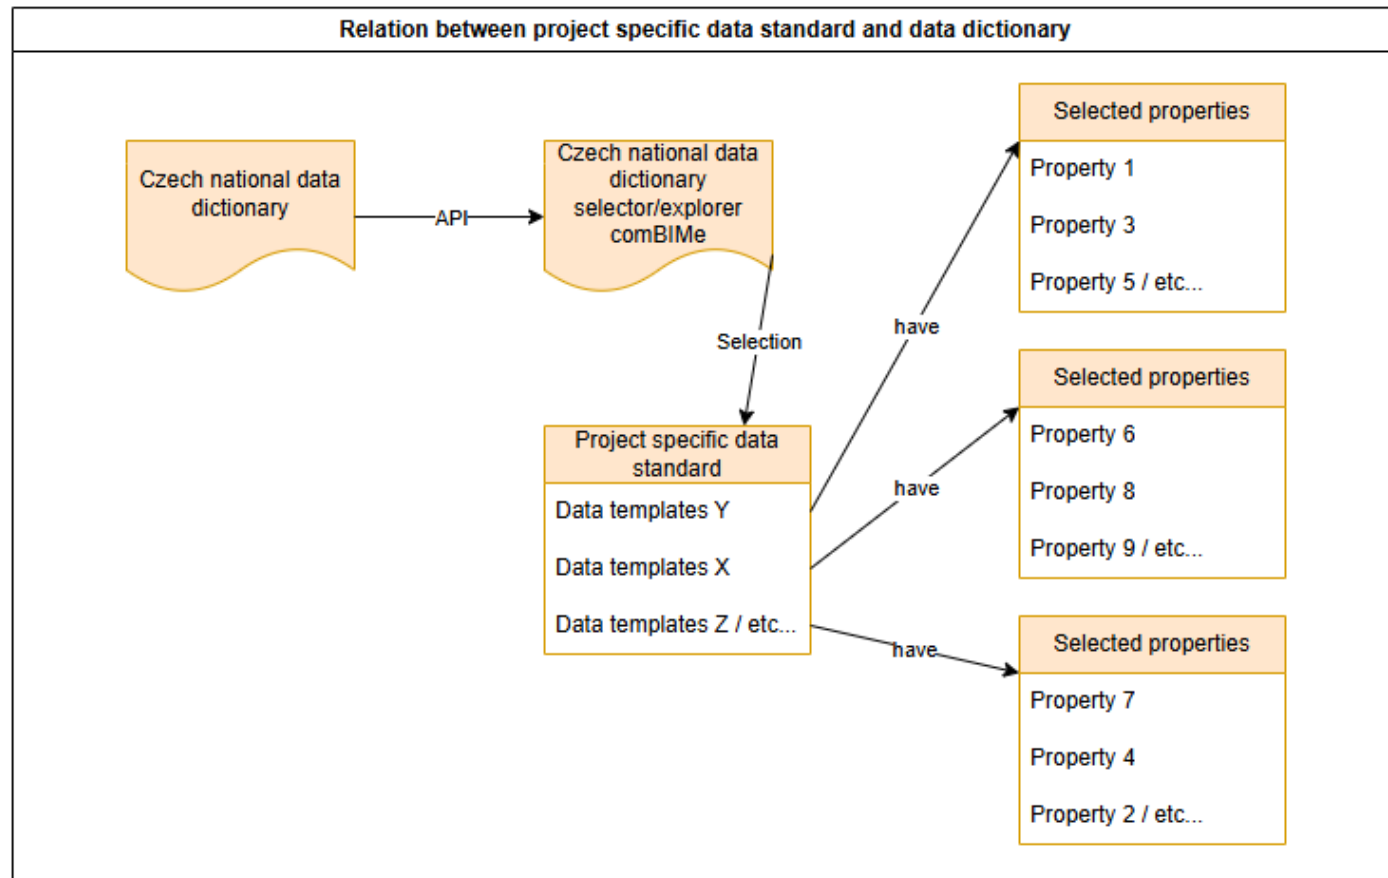 Relation between project specific data standard and data dictionary
Czech national data
dictionary
API
Czech national data
dictionary
selector/explorer
comBIMe
Selection
Project specific data
standard
Data templates Y
Data templates X
Data templates Z / etc...
have
have
have
Selected properties
Property 1
Property 3
Property 5 / etc...
Selected properties
Property 6
Property 8
Property 9 / etc...
Selected properties
Property 7
Property 4
Property 2 / etc...